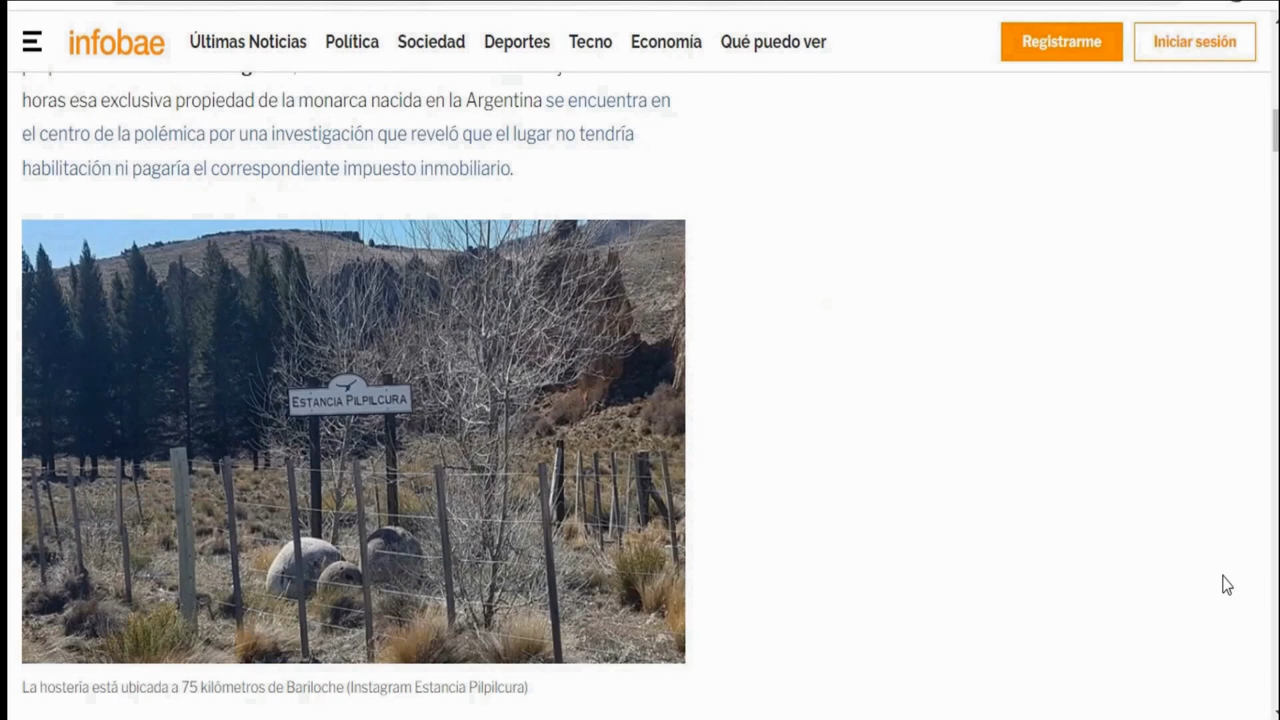 infobae
Últimas Noticias Política Sociedad Deportes Tecno Economía Qué puedo ver
Registrarme Iniciar sesión
horas esa exclusiva propiedad de la monarca nacida en la Argentina se encuentra en
el centro de la polémica por una investigación que reveló que el lugar no tendría
habilitación ni pagaría el correspondiente impuesto inmobiliario.
ESTANCIA PILPILCURA
La hostería está ubicada a 75 kilómetros de Bariloche (Instagram Estancia Pilpilcura)